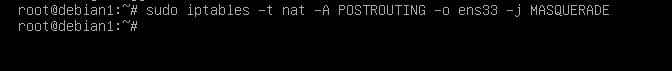 root@debian1:~# sudo iptables -t nat -A POSTROUTING -o ens33 -j MASQUERADE
root@debian1:~#